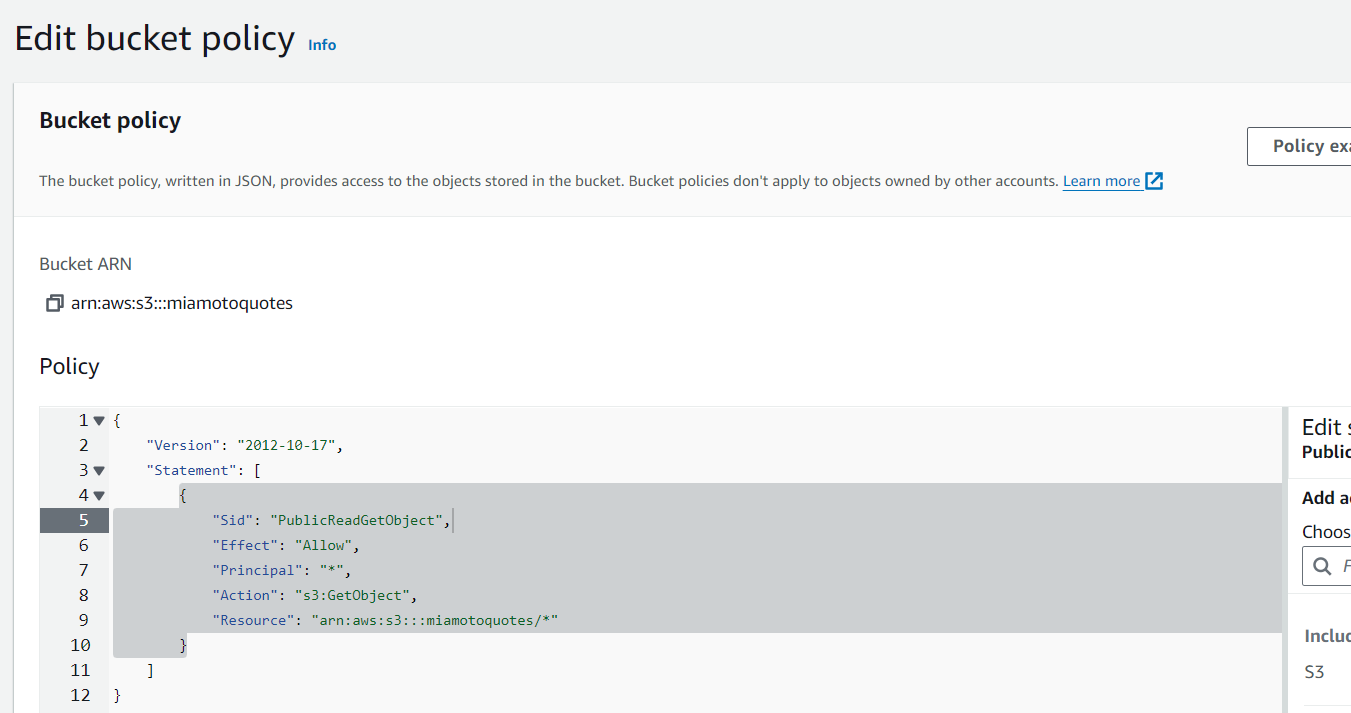 Edit bucket policy Info
Bucket policy
Policy exa
The bucket policy, written in JSON, provides access to the objects stored in the bucket. Bucket policies don't apply to objects owned by other accounts. Learn more
Bucket ARN
arn:aws:s3:::miamotoquotes
Policy
1 {
2     "Version": "2012-10-17",
3     "Statement": [
4         {
5             "Sid": "PublicReadGetObject",
6             "Effect": "Allow",
7             "Principal": "*",
8             "Action": "s3:GetObject",
9             "Resource": "arn:aws:s3:::miamotoquotes/*"
10         }
11     ]
12 }
Edit s
Public
Add a
Choos
F
Includ
S3